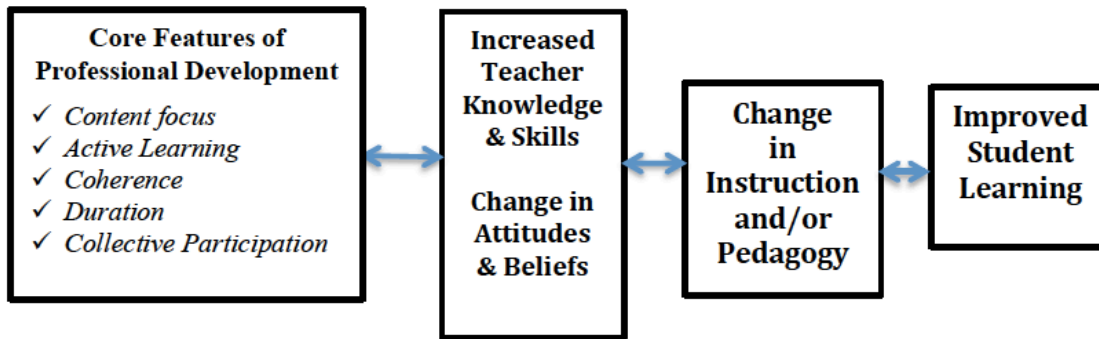 Core Features of
Professional Development
✓ Content focus
✓ Active Learning
✓ Coherence
✓ Duration
✓ Collective Participation
Increased
Teacher
Knowledge
& Skills
Change in
Attitudes
& Beliefs
Change
in
Instruction
and/or
Pedagogy
Improved
Student
Learning